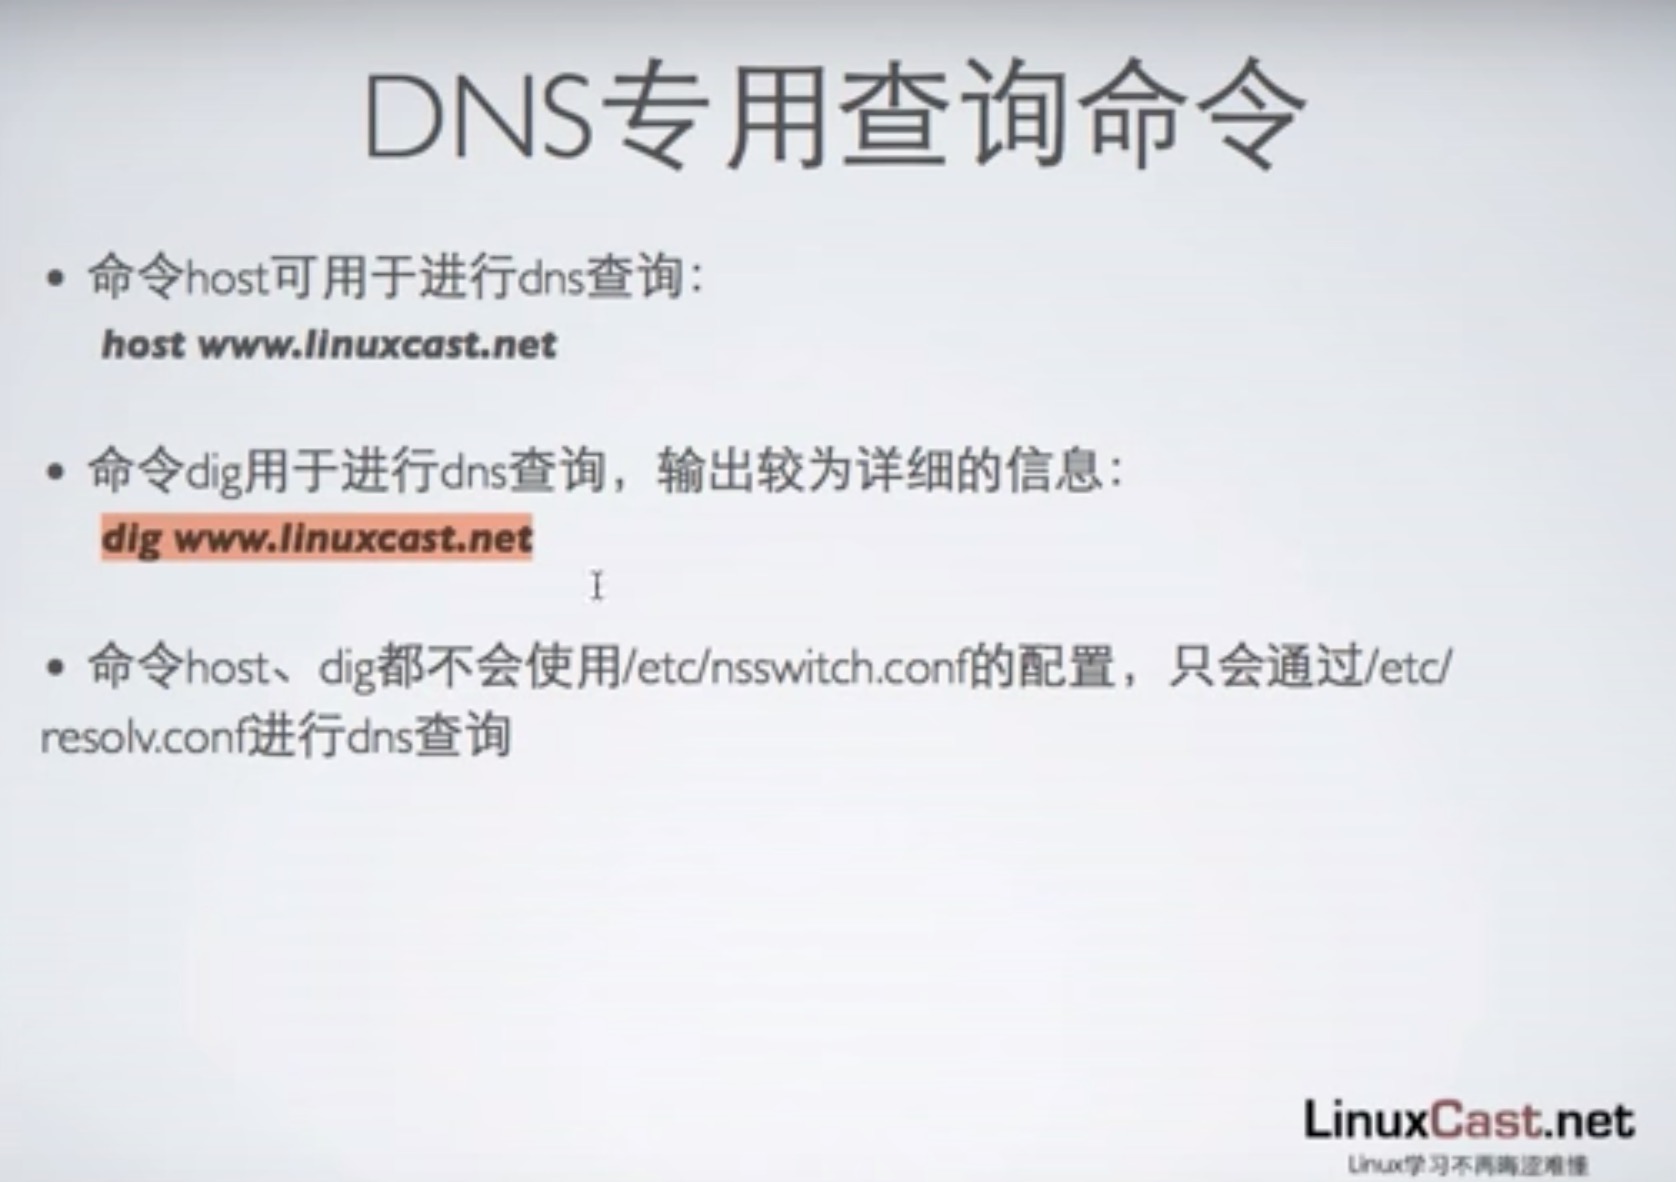 DNS专用查询命令
• 命令host可用于进行dns查询：
host www.linuxcast.net
• 命令dig用于进行dns查询，输出较为详细的信息：
dig www.linuxcast.net
• 命令host、dig都不会使用/etc/nsswitch.conf的配置，只会通过/etc/
resolv.conf进行dns查询
LinuxCast.net
Linux学习不再晦涩难懂